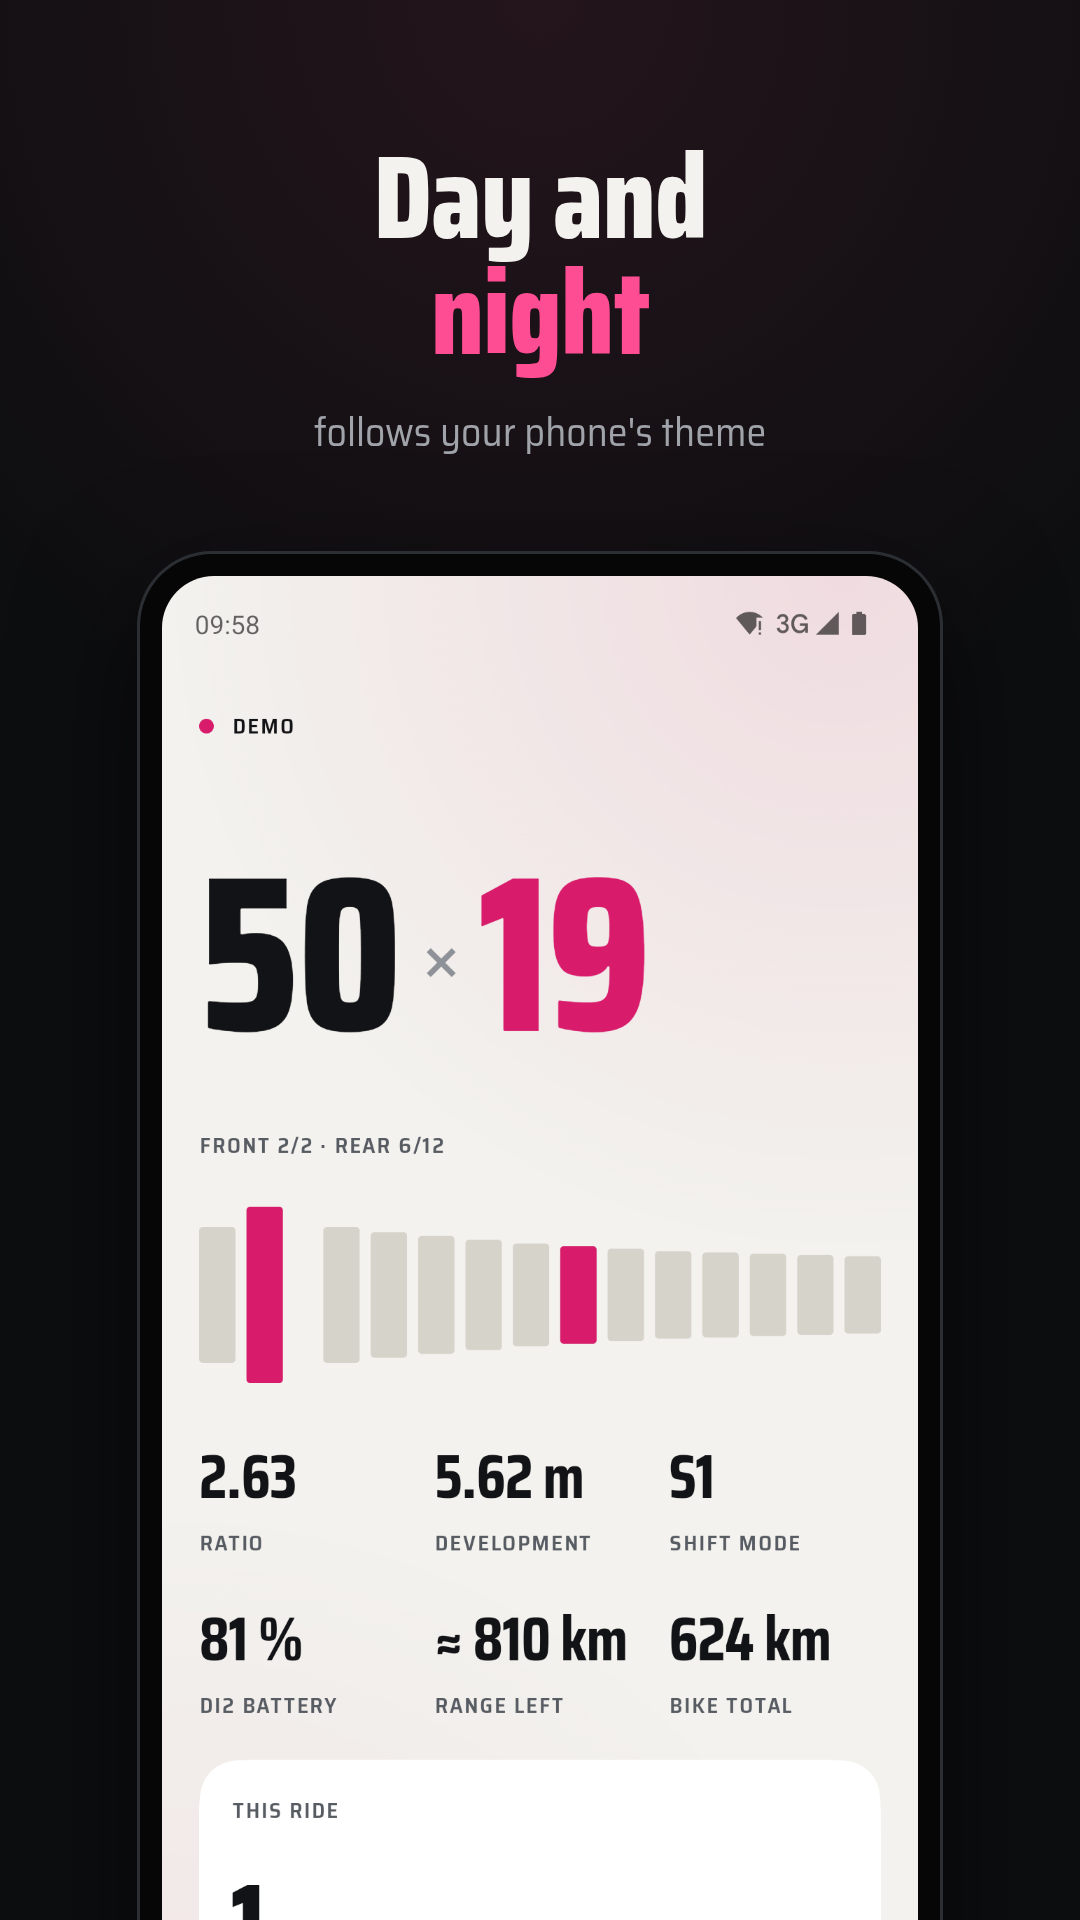 Day and
night
follows your phone's theme
09:58 3G
DEMO
50 × 19
FRONT 2/2 · REAR 6/12
2.63 5.62 m S1
RATIO DEVELOPMENT SHIFT MODE
81 % ≈ 810 km 624 km
DI2 BATTERY RANGE LEFT BIKE TOTAL
THIS RIDE
1